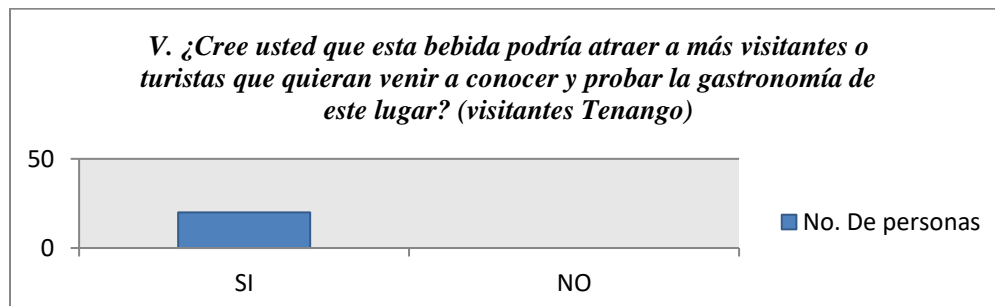 V. ¿Cree usted que esta bebida podría atraer a más visitantes o
turistas que quieran venir a conocer y probar la gastronomía de
este lugar? (visitantes Tenango)
50
0
SI
NO
No. De personas